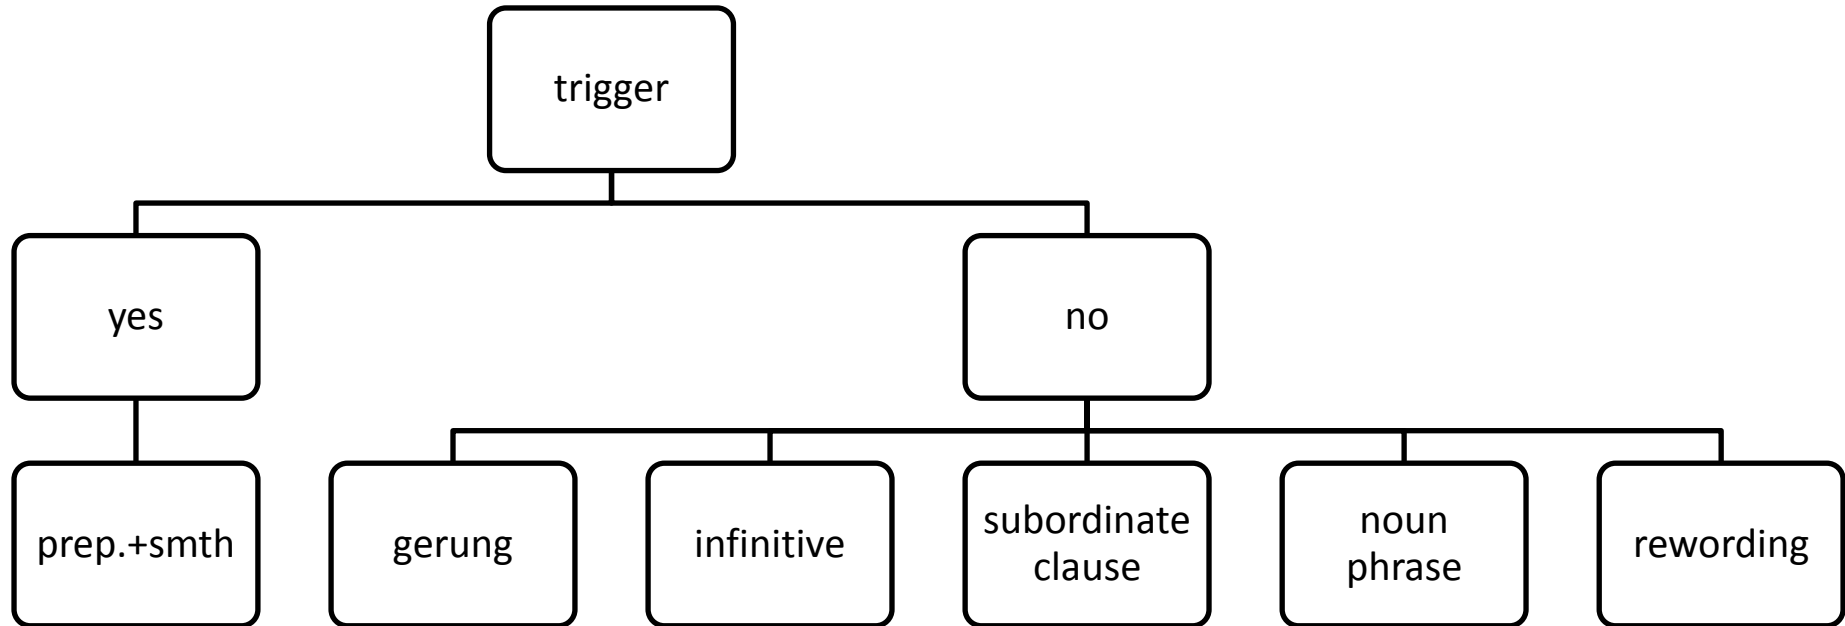 trigger
yes
no
prep.+smth
gerung
infinitive
subordinate
clause
noun
phrase
rewording